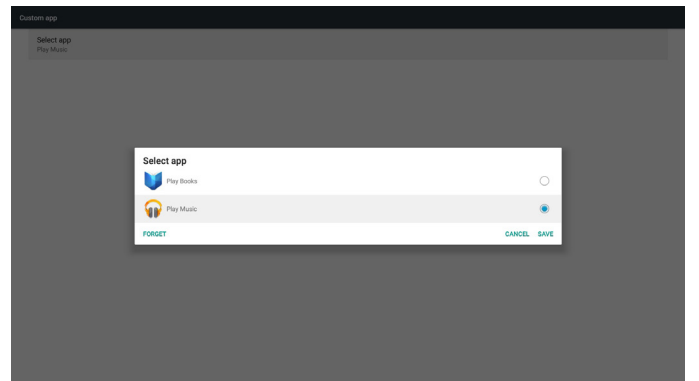 Custom app
Select app
Play Music
Select app
Play Books
Play Music
FORGET
CANCEL SAVE